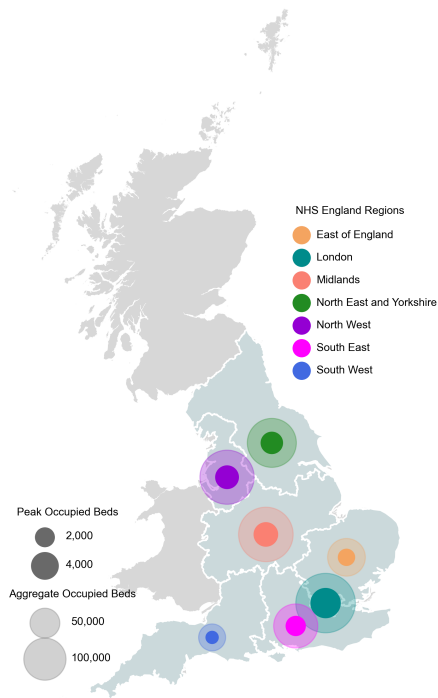 NHS England Regions
East of England
London
Midlands
North East and Yorkshire
North West
South East
South West
Peak Occupied Beds
2,000
4,000
Aggregate Occupied Beds
50,000
100,000